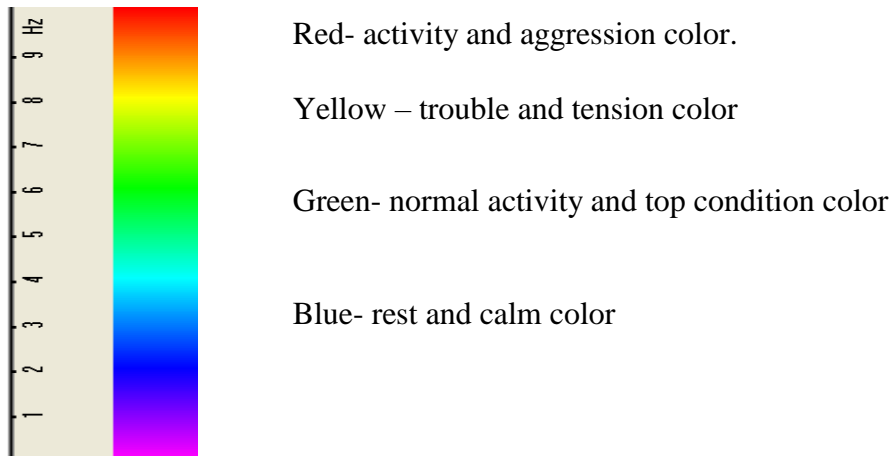 Hz
9
8
7
6
5
4
3
2
1
Red- activity and aggression color.
Yellow – trouble and tension color
Green- normal activity and top condition color
Blue- rest and calm color